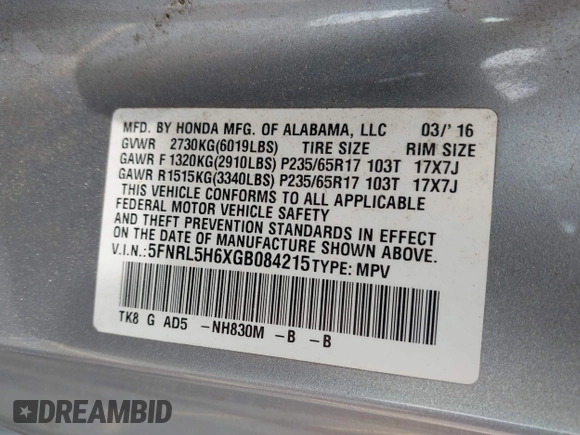 MFD. BY HONDA MFG. OF ALABAMA, LLC 03/' 16
GVWR 2730KG(6019LBS) TIRE SIZE RIM SIZE
GAWR F 1320KG(2910LBS) P235/65R17 103T 17X7J
GAWR R1515KG(3340LBS) P235/65R17 103T 17X7J
THIS VEHICLE CONFORMS TO ALL APPLICABLE
FEDERAL MOTOR VEHICLE SAFETY
AND THEFT PREVENTION STANDARDS IN EFFECT
ON THE DATE OF MANUFACTURE SHOWN ABOVE.
V.I.N.: 5FNRL5H6XGB084215 TYPE: MPV
TK8 G AD5 -NH830M -B -B
DREAMBID